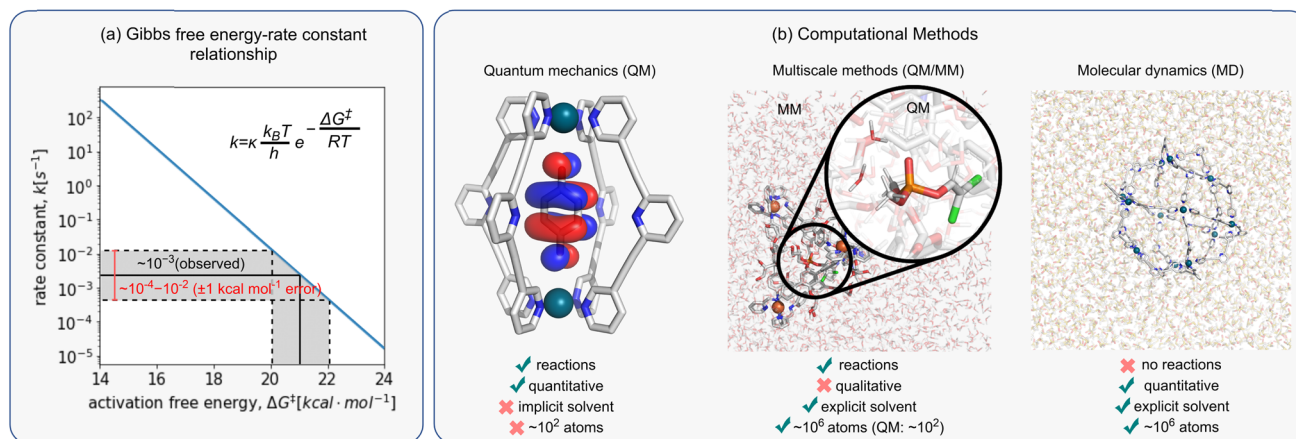 (a) Gibbs free energy-rate constant
relationship
10²
10¹
10⁰
10⁻¹
10⁻²
10⁻³
10⁻⁴
10⁻⁵
rate constant, k[s⁻¹]
k=κ k_BT/h e^(-ΔG‡/RT)
~10⁻³(observed)
~10⁻⁴−10⁻² (±1 kcal mol⁻¹ error)
14 16 18 20 22 24
activation free energy, ΔG‡[kcal · mol⁻¹]
(b) Computational Methods
Quantum mechanics (QM)
✓ reactions
✓ quantitative
✗ implicit solvent
✗ ~10² atoms
Multiscale methods (QM/MM)
MM
QM
✓ reactions
✗ qualitative
✓ explicit solvent
✓ ~10⁶ atoms (QM: ~10²)
Molecular dynamics (MD)
✗ no reactions
✓ quantitative
✓ explicit solvent
✓ ~10⁶ atoms